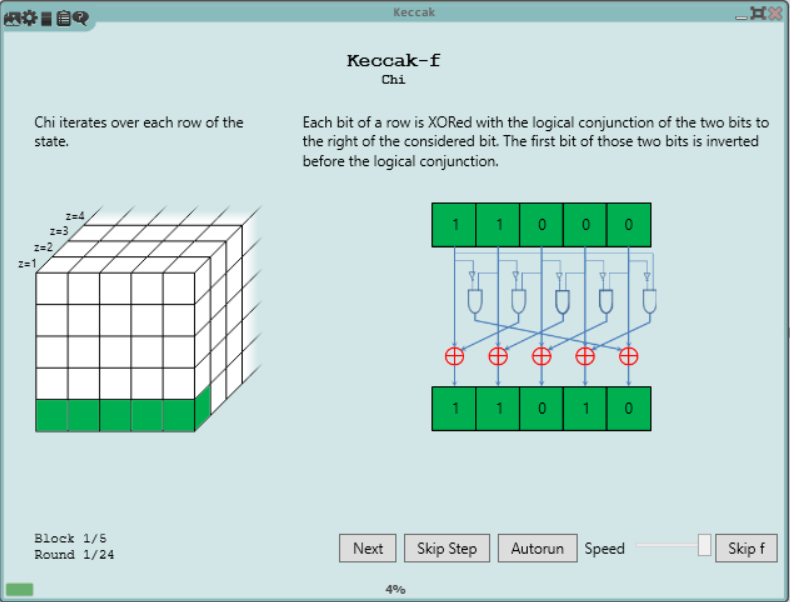 Keccak
Keccak-f
Chi
Chi iterates over each row of the
state.
Each bit of a row is XORed with the logical conjunction of the two bits to
the right of the considered bit. The first bit of those two bits is inverted
before the logical conjunction.
z=4
z=3
z=2
z=1
1 1 0 0 0
1 1 0 1 0
Block 1/5
Round 1/24
Next Skip Step Autorun Speed Skip f
4%